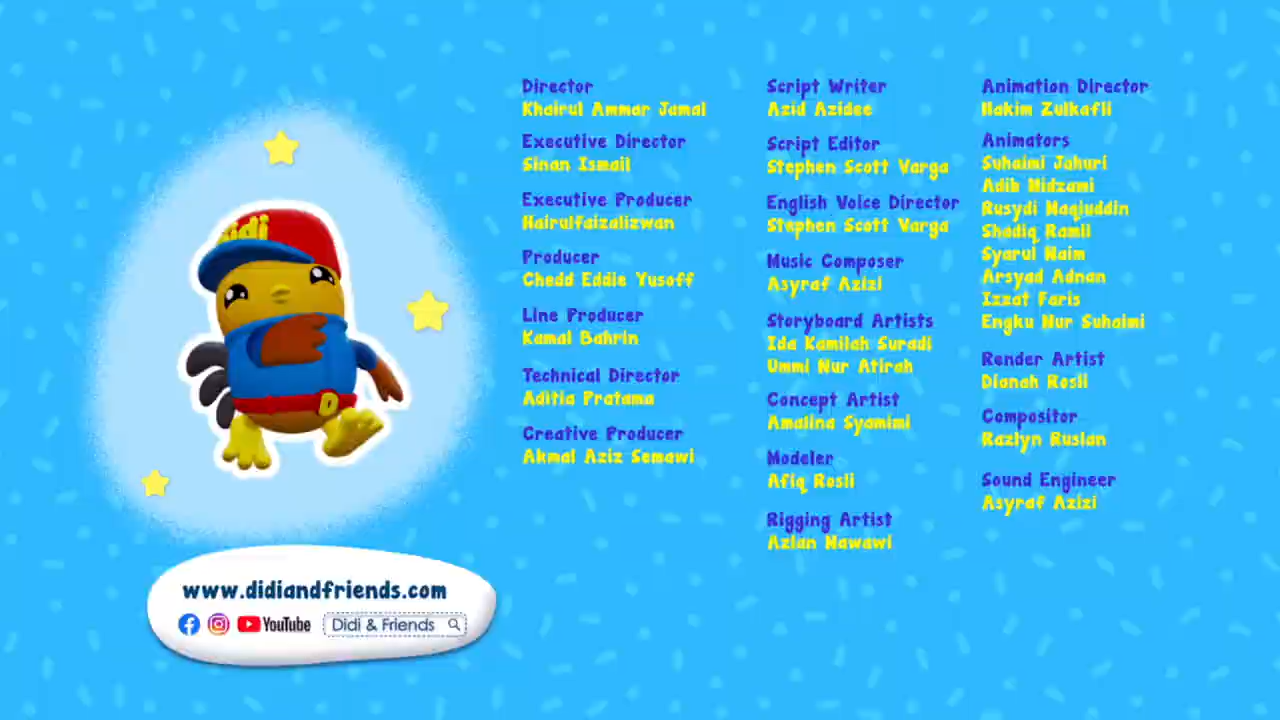 Didi
D
www.didiandfriends.com
YouTube
Didi & Friends
Director
Khairul Ammar Jamal
Executive Director
Sinan Ismail
Executive Producer
Hairulfaizalizwan
Producer
Chedd Eddie Yusoff
Line Producer
Kamal Bahrin
Technical Director
Aditia Pratama
Creative Producer
Akmal Aziz Semawi
Script Writer
Azid Azidee
Script Editor
Stephen Scott Varga
English Voice Director
Stephen Scott Varga
Music Composer
Asyraf Azizi
Storyboard Artists
Ida Kamilah Suradi
Ummi Nur Atirah
Concept Artist
Amalina Syamimi
Modeler
Afiq Rosli
Rigging Artist
Azlan Nawawi
Animation Director
Hakim Zulkafli
Animators
Suhaimi Jahuri
Adib Midzami
Rusydi Naqiuddin
Shadiq Ramli
Syarul Naim
Arsyad Adnan
Izzat Faris
Engku Nur Suhaimi
Render Artist
Dianah Rosli
Compositor
Razlyn Ruslan
Sound Engineer
Asyraf Azizi